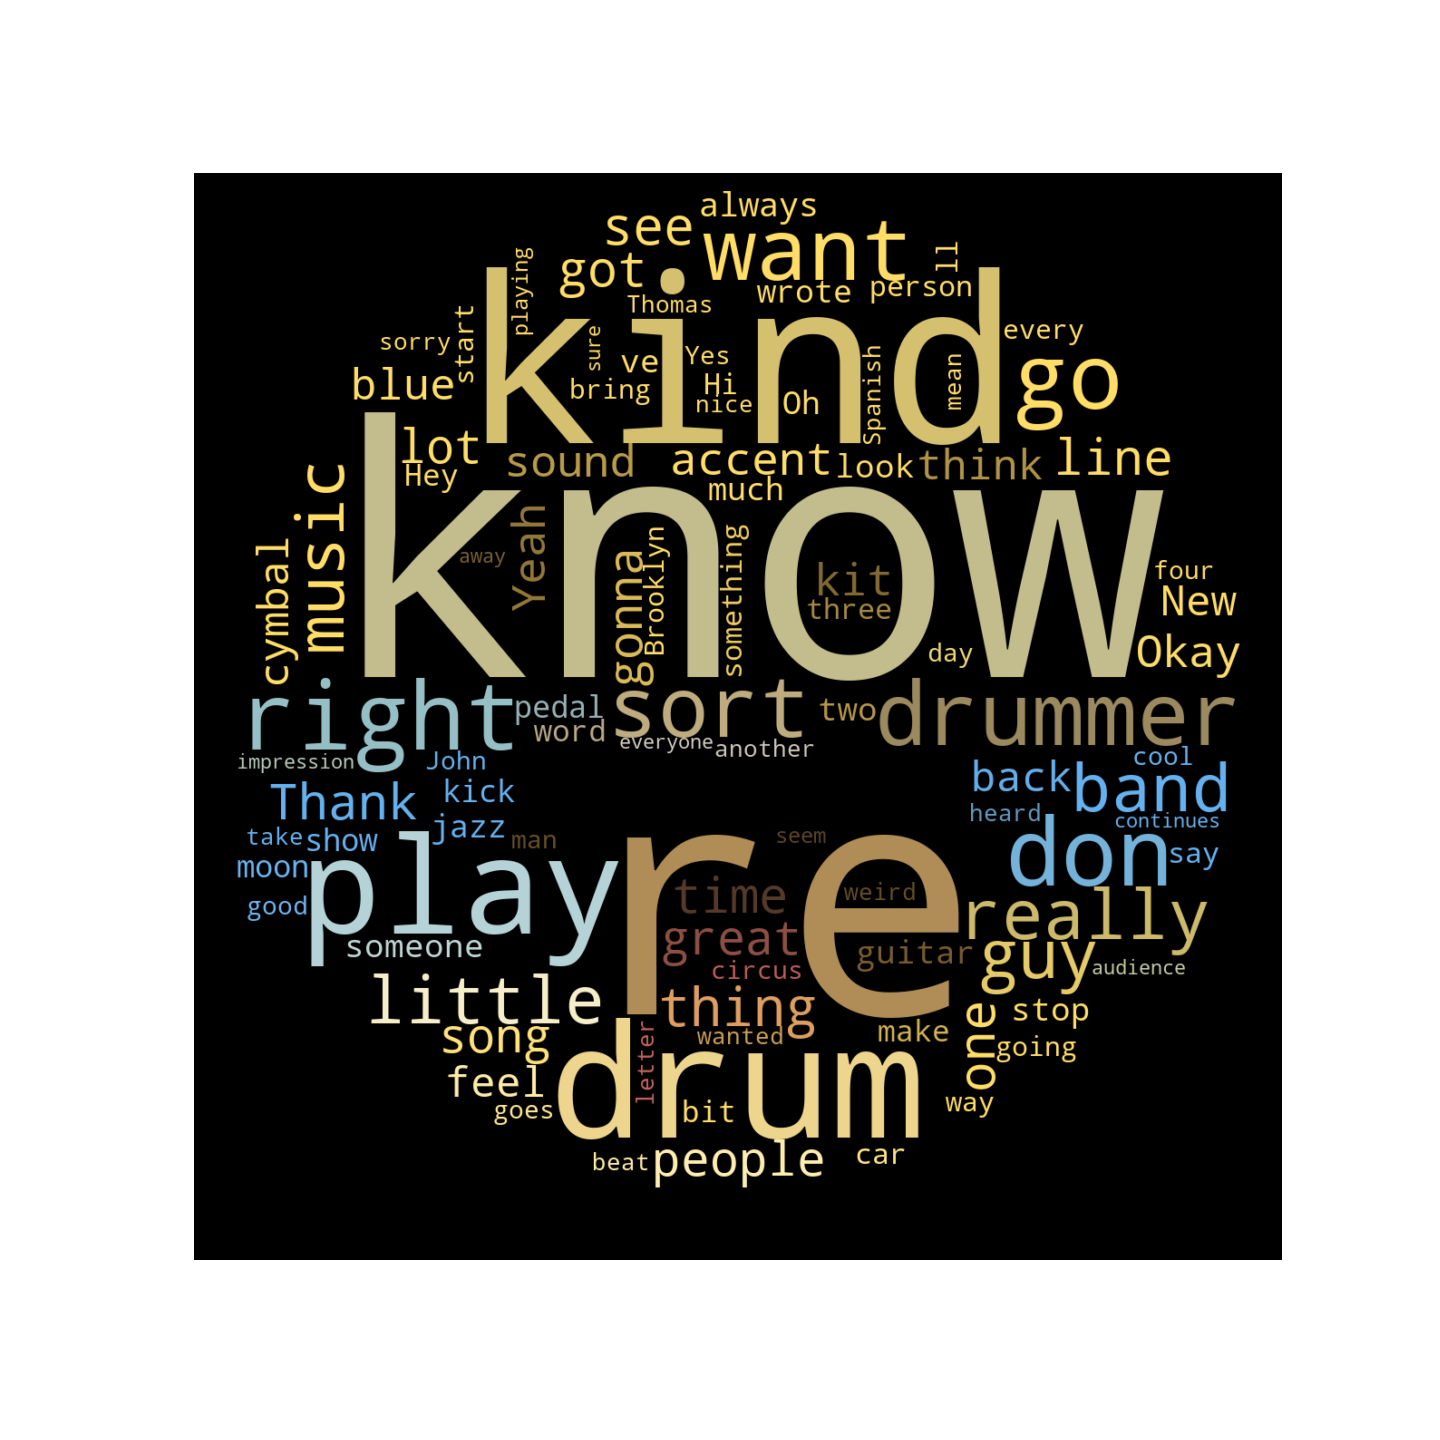 always
see
want
got
ll
playing
Thomas
wrote
person
kind
sorry
start
sure
ve
Yes
every
blue
bring
Hi
nice
Oh
Spanish
mean
go
lot
Hey
sound
accent
look
think
line
much
know
music
cymbal
away
Yeah
gonna
Brooklyn
something
kit
three
four
New
day
Okay
right
pedal
word
sort
two
drummer
everyone
another
impression
John
cool
Thank
kick
back
band
take
show
jazz
man
seem
heard
continues
moon
play
re
don
say
good
someone
time
weird
really
great
guitar
guy
audience
circus
little
thing
one
stop
song
letter
wanted
make
going
feel
drum
goes
bit
way
beat
people
car